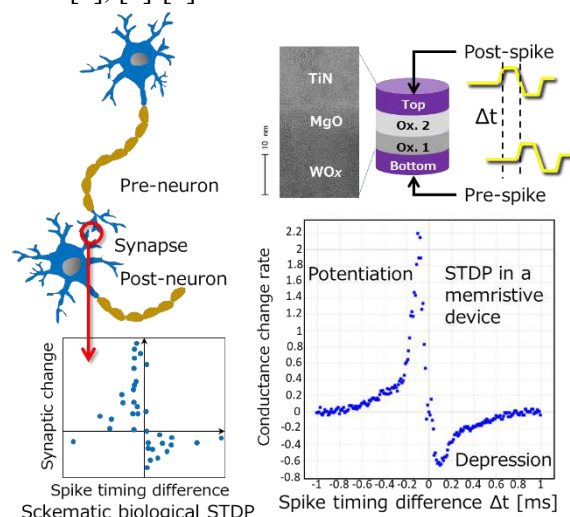 Post-spike
TiN
MgO
WOx
10 nm
Top
Ox. 2
Ox. 1
Bottom
Δt
Pre-spike
Pre-neuron
Synapse
Post-neuron
Synaptic change
Spike timing difference
Sckematic biological STDP
Conductance change rate
2.2
2
1.8
1.6
1.4
1.2
1
0.8
0.6
0.4
0.2
0
-0.2
-0.4
-0.6
-0.8
Potentiation
STDP in a
memristive
device
Depression
-1 -0.8 -0.6 -0.4 -0.2 0 0.2 0.4 0.6 0.8 1
Spike timing difference Δt [ms]